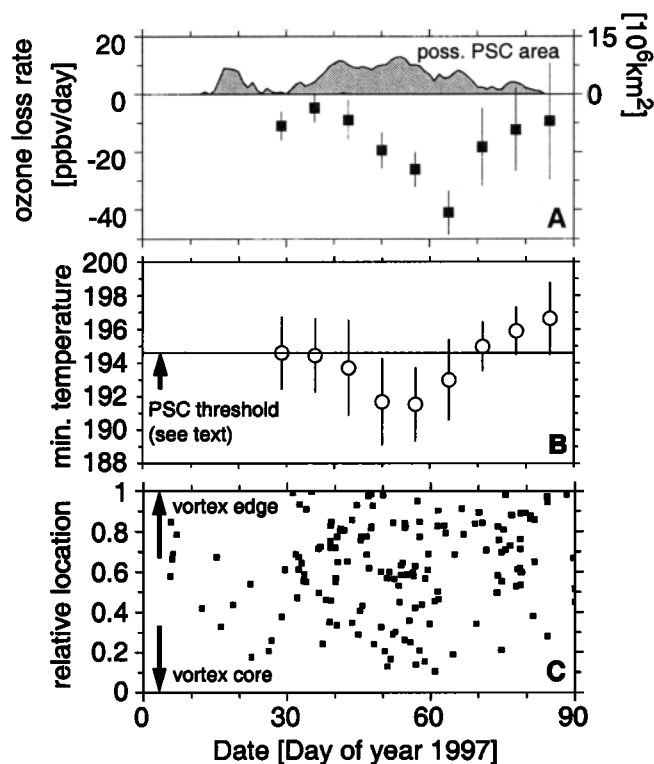 ozone loss rate
[ppbv/day]
20
0
-20
-40
poss. PSC area
15
0
[10⁶km²]
A
min. temperature
200
198
196
194
192
190
188
PSC threshold
(see text)
B
relative location
1
0.8
0.6
0.4
0.2
0
vortex edge
vortex core
C
0
30
60
90
Date [Day of year 1997]